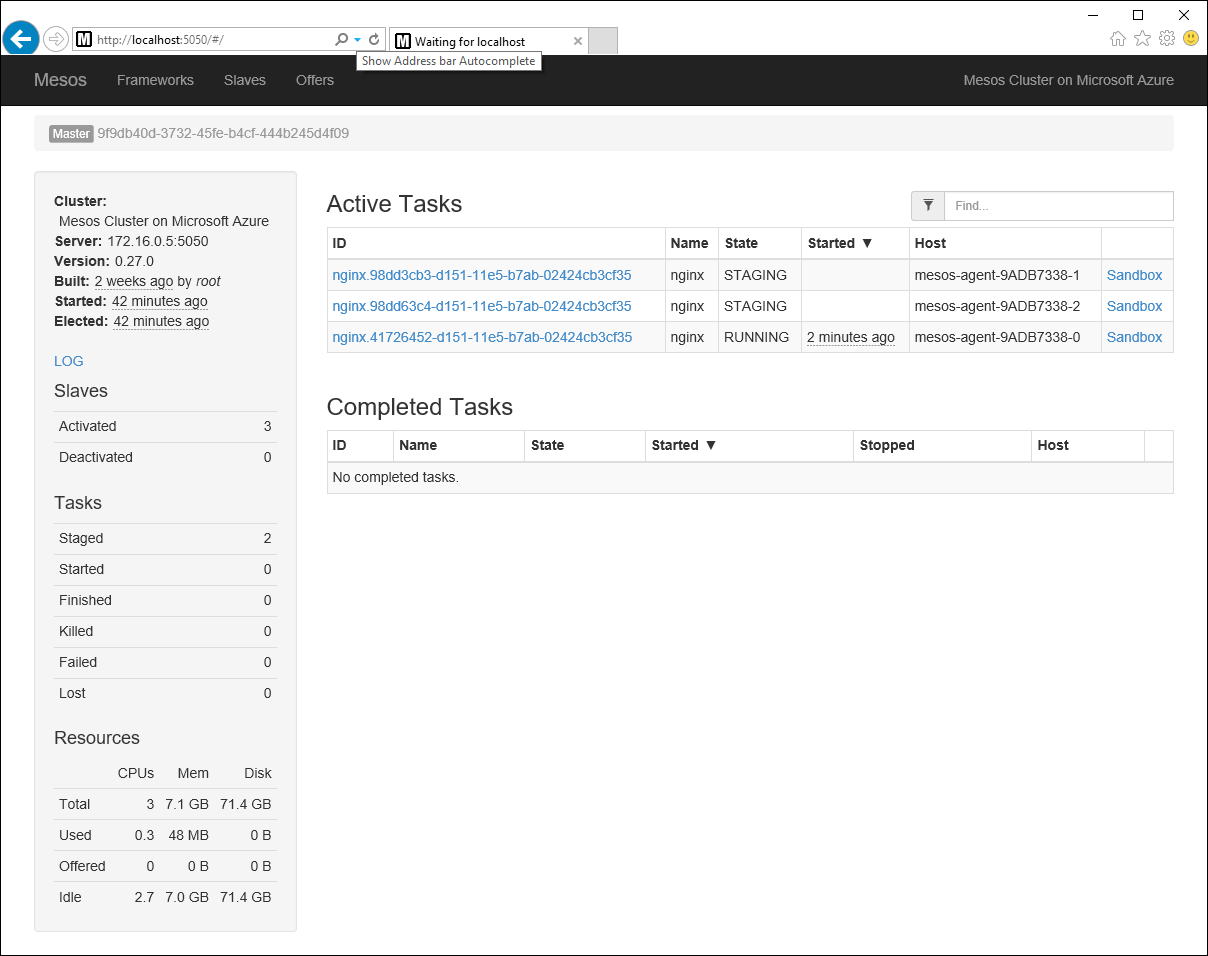 http://localhost:5050/#/
Waiting for localhost
Show Address bar Autocomplete
Mesos Frameworks Slaves Offers Mesos Cluster on Microsoft Azure
Master 9f9db40d-3732-45fe-b4cf-444b245d4f09
Cluster:
Mesos Cluster on Microsoft Azure
Server: 172.16.0.5:5050
Version: 0.27.0
Built: 2 weeks ago by root
Started: 42 minutes ago
Elected: 42 minutes ago
LOG
Slaves
Activated 3
Deactivated 0
Tasks
Staged 2
Started 0
Finished 0
Killed 0
Failed 0
Lost 0
Resources
CPUs Mem Disk
Total 3 7.1 GB 71.4 GB
Used 0.3 48 MB 0 B
Offered 0 0 B 0 B
Idle 2.7 7.0 GB 71.4 GB
Active Tasks
Find...
ID Name State Started ▼ Host
nginx.98dd3cb3-d151-11e5-b7ab-02424cb3cf35 nginx STAGING mesos-agent-9ADB7338-1 Sandbox
nginx.98dd63c4-d151-11e5-b7ab-02424cb3cf35 nginx STAGING mesos-agent-9ADB7338-2 Sandbox
nginx.41726452-d151-11e5-b7ab-02424cb3cf35 nginx RUNNING 2 minutes ago mesos-agent-9ADB7338-0 Sandbox
Completed Tasks
ID Name State Started ▼ Stopped Host
No completed tasks.